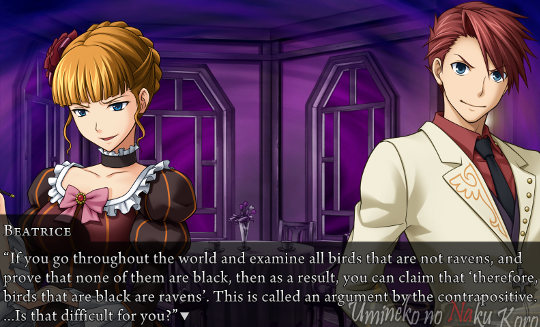 Beatrice
“If you go throughout the world and examine all birds that are not ravens, and
prove that none of them are black, then as a result, you can claim that ‘therefore,
birds that are black are ravens’. This is called an argument by the contrapositive.
...Is that difficult for you?”▼
Umineko no Naku Koro